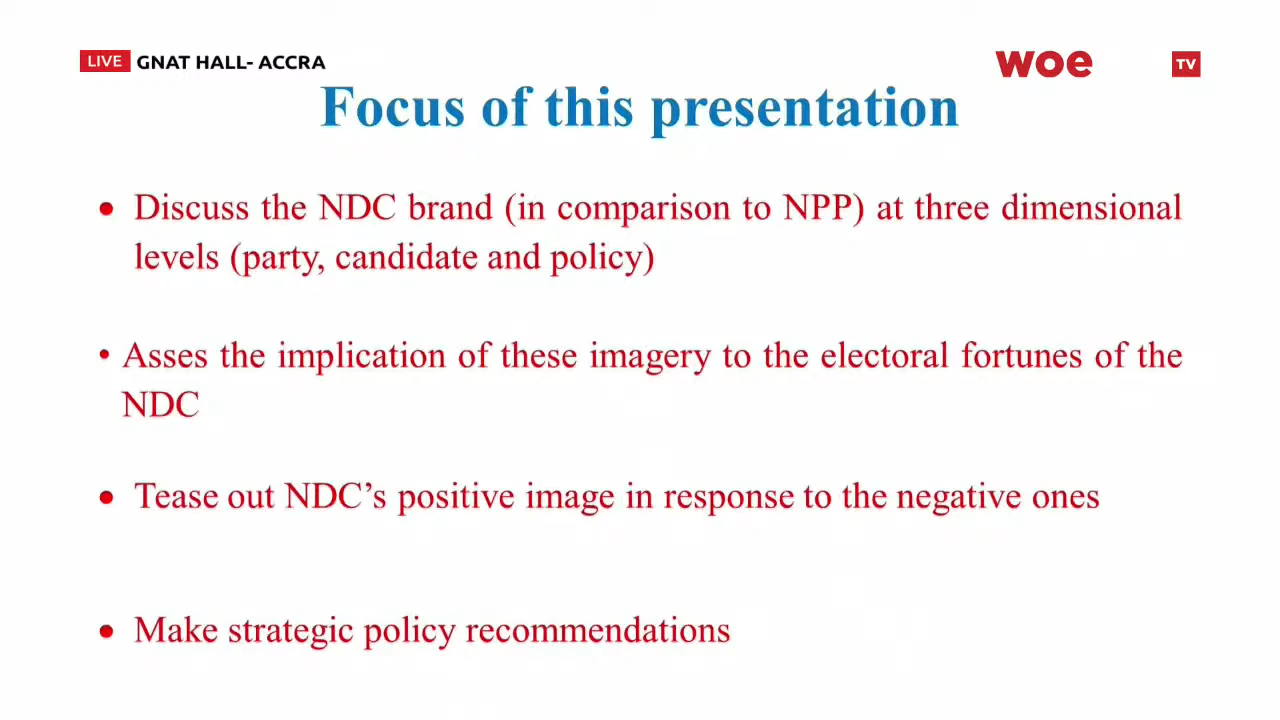 LIVE GNAT HALL- ACCRA
woe TV
Focus of this presentation
• Discuss the NDC brand (in comparison to NPP) at three dimensional
levels (party, candidate and policy)
• Asses the implication of these imagery to the electoral fortunes of the
NDC
• Tease out NDC’s positive image in response to the negative ones
• Make strategic policy recommendations